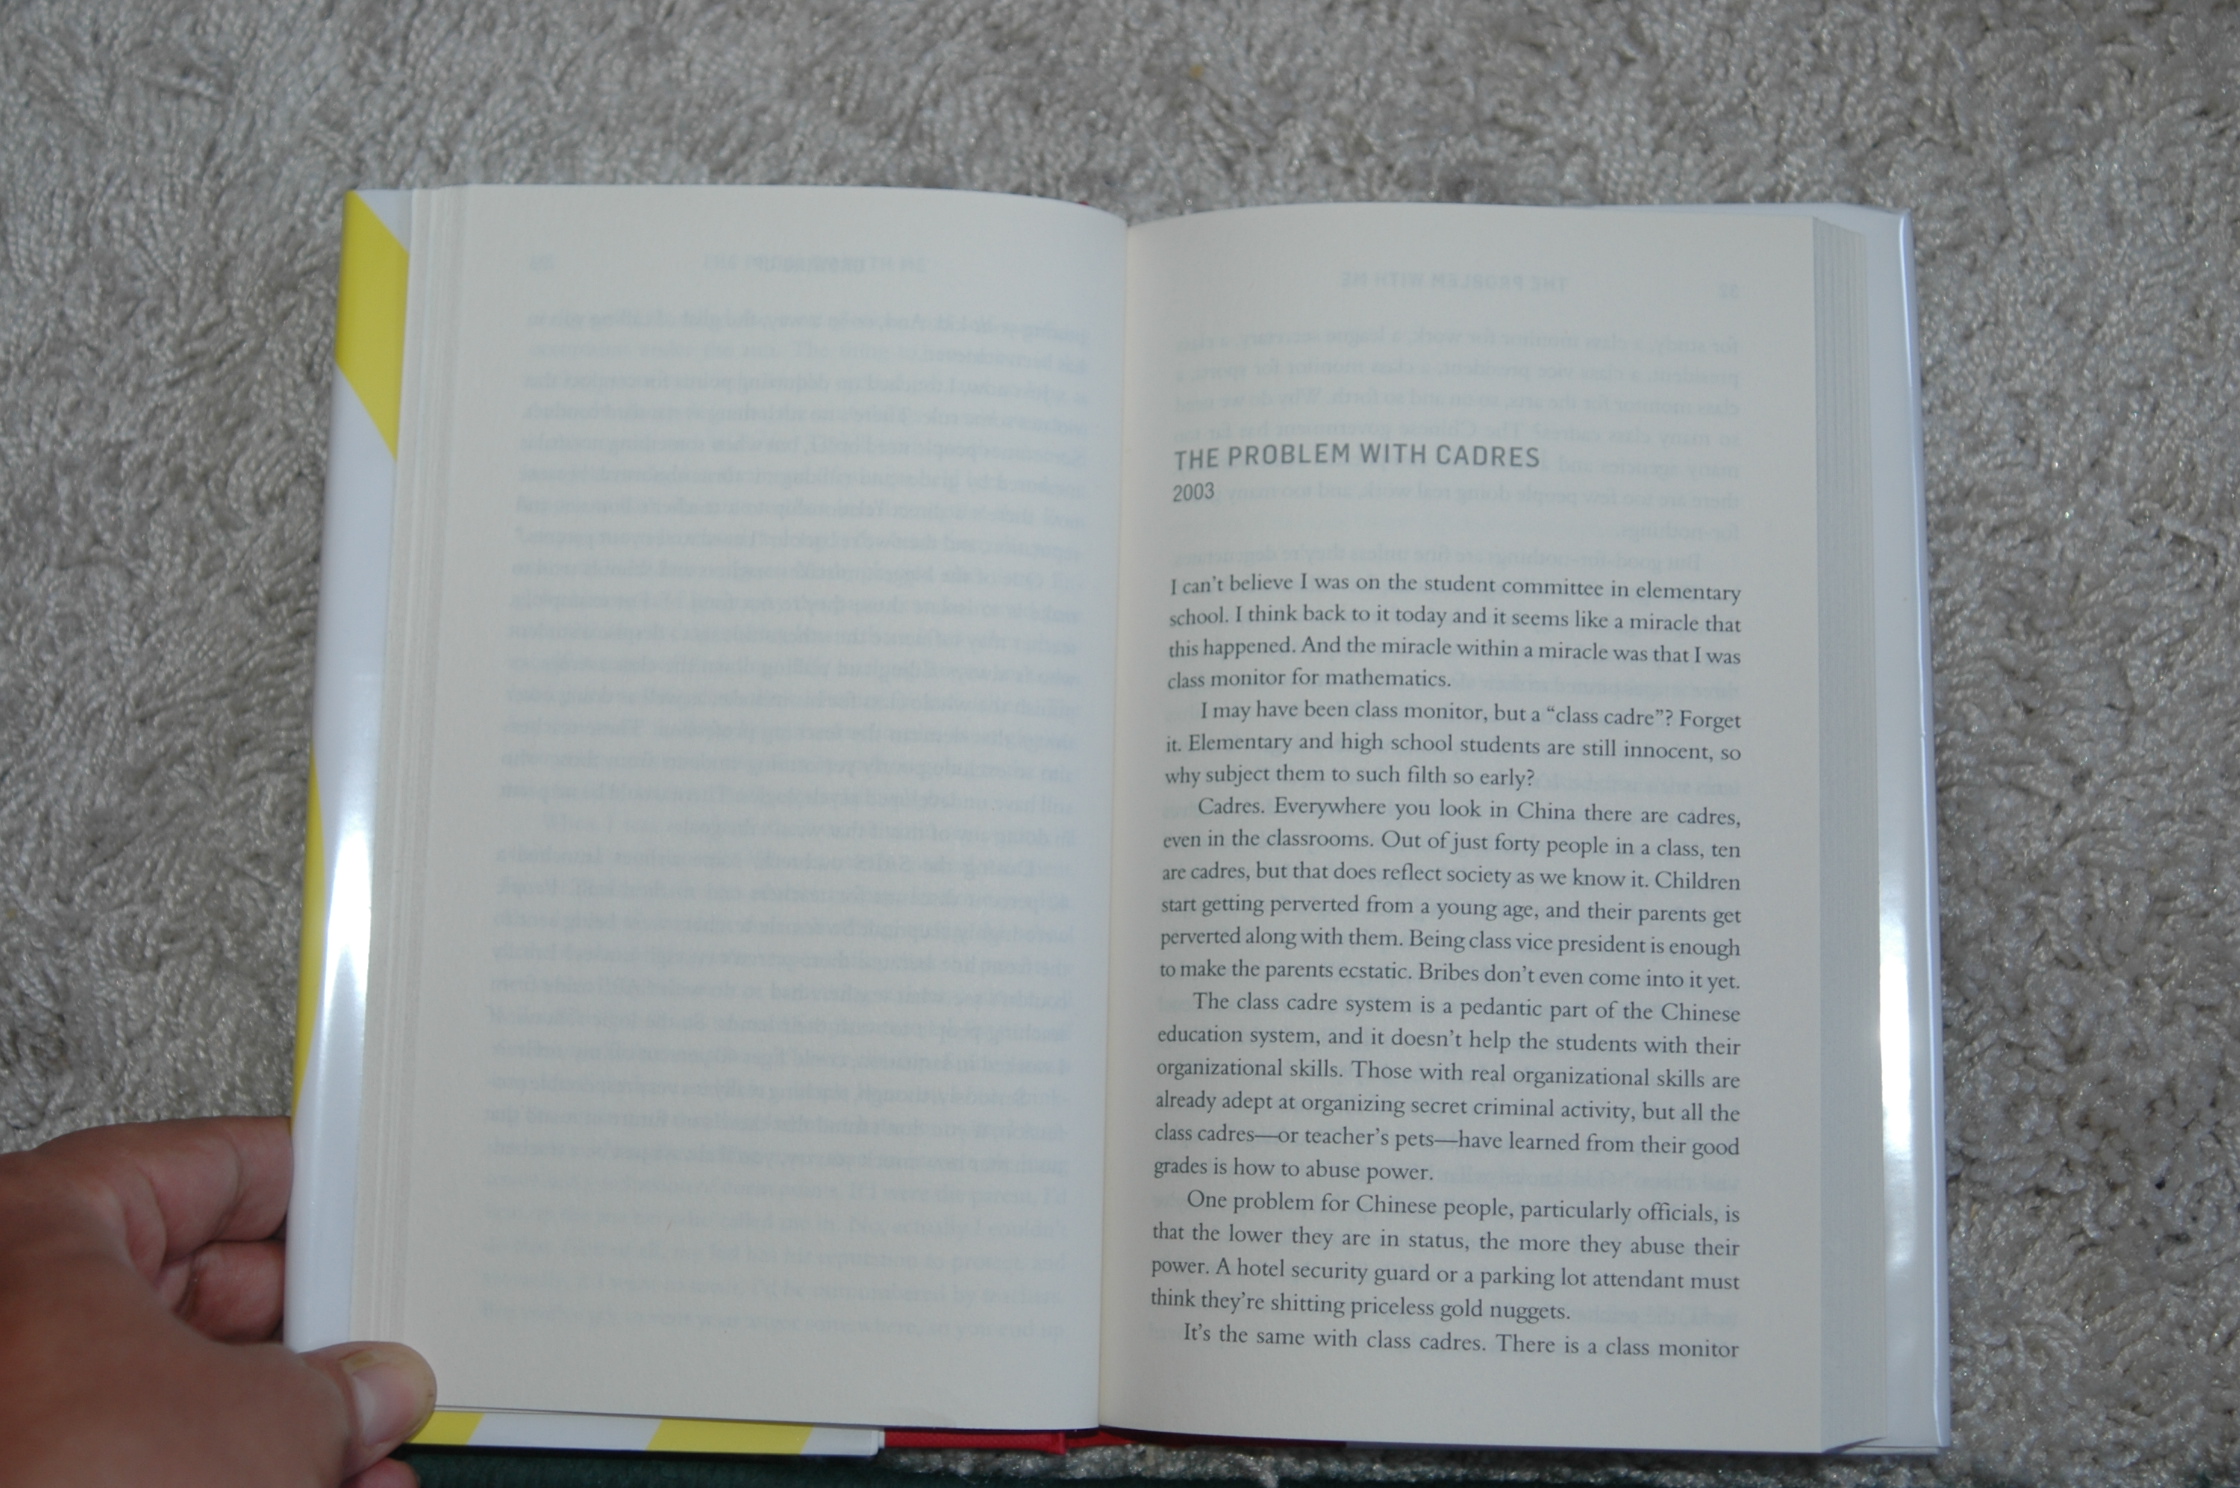 THE PROBLEM WITH CADRES
2003
I can't believe I was on the student committee in elementary
school. I think back to it today and it seems like a miracle that
this happened. And the miracle within a miracle was that I was
class monitor for mathematics.
I may have been class monitor, but a “class cadre”? Forget
it. Elementary and high school students are still innocent, so
why subject them to such filth so early?
Cadres. Everywhere you look in China there are cadres,
even in the classrooms. Out of just forty people in a class, ten
are cadres, but that does reflect society as we know it. Children
start getting perverted from a young age, and their parents get
perverted along with them. Being class vice president is enough
to make the parents ecstatic. Bribes don't even come into it yet.
The class cadre system is a pedantic part of the Chinese
education system, and it doesn't help the students with their
organizational skills. Those with real organizational skills are
already adept at organizing secret criminal activity, but all the
class cadres—or teacher's pets—have learned from their good
grades is how to abuse power.
One problem for Chinese people, particularly officials, is
that the lower they are in status, the more they abuse their
power. A hotel security guard or a parking lot attendant must
think they're shitting priceless gold nuggets.
It's the same with class cadres. There is a class monitor